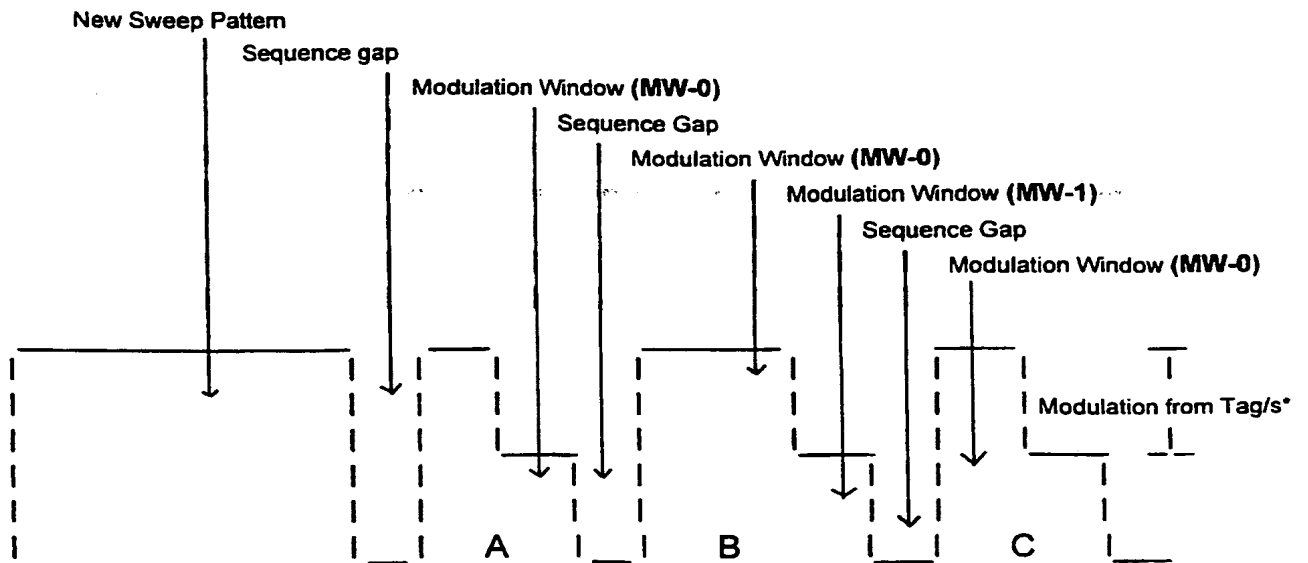 New Sweep Pattern
Sequence gap
Modulation Window (MW-0)
Sequence Gap
Modulation Window (MW-0)
Modulation Window (MW-1)
Sequence Gap
Modulation Window (MW-0)
Modulation from Tag/s*
A
B
C